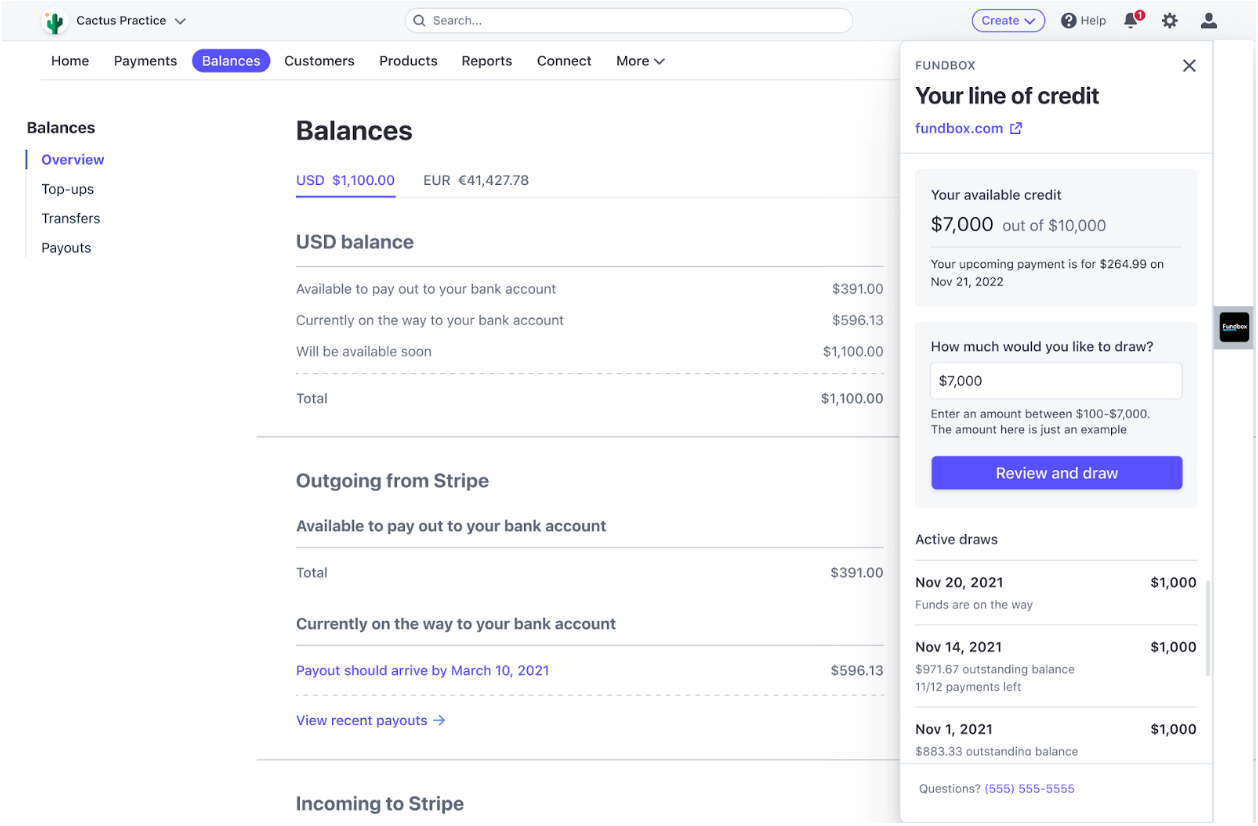 Cactus Practice
Search...
Create
Help
1
Home Payments Balances Customers Products Reports Connect More
Balances
Overview
Top-ups
Transfers
Payouts
Balances
USD $1,100.00 EUR €41,427.78
USD balance
Available to pay out to your bank account $391.00
Currently on the way to your bank account $596.13
Will be available soon $1,100.00
Total $1,100.00
Outgoing from Stripe
Available to pay out to your bank account
Total $391.00
Currently on the way to your bank account
Payout should arrive by March 10, 2021 $596.13
View recent payouts →
Incoming to Stripe
FUNDBOX
Your line of credit
fundbox.com
Your available credit
$7,000 out of $10,000
Your upcoming payment is for $264.99 on
Nov 21, 2022
How much would you like to draw?
$7,000
Enter an amount between $100-$7,000.
The amount here is just an example
Review and draw
Active draws
Nov 20, 2021 $1,000
Funds are on the way
Nov 14, 2021 $1,000
$971.67 outstanding balance
11/12 payments left
Nov 1, 2021 $1,000
$883.33 outstanding balance
Questions? (555) 555-5555
Fundbox